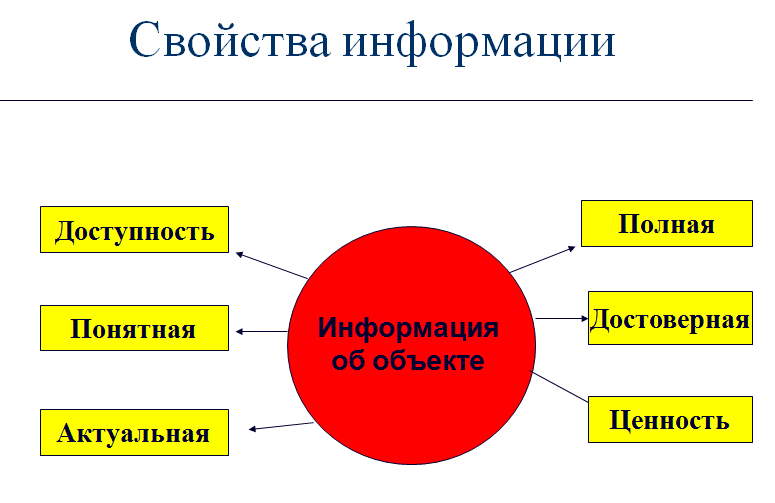 Свойства информации
Доступность
Понятная
Актуальная
Информация
об объекте
Полная
Достоверная
Ценность